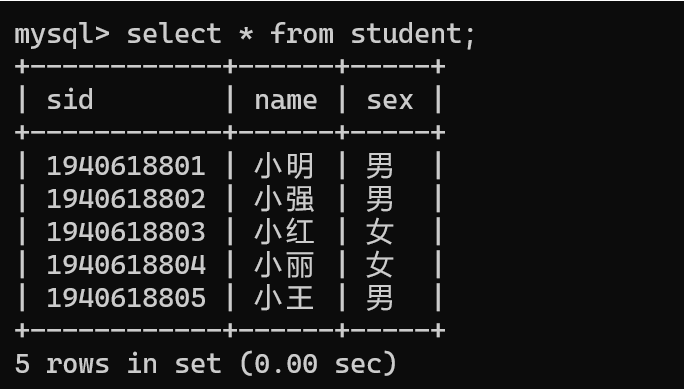 mysql> select * from student;
+------------+------+-----+
| sid        | name | sex |
+------------+------+-----+
| 1940618801 | 小明 | 男  |
| 1940618802 | 小强 | 男  |
| 1940618803 | 小红 | 女  |
| 1940618804 | 小丽 | 女  |
| 1940618805 | 小王 | 男  |
+------------+------+-----+
5 rows in set (0.00 sec)